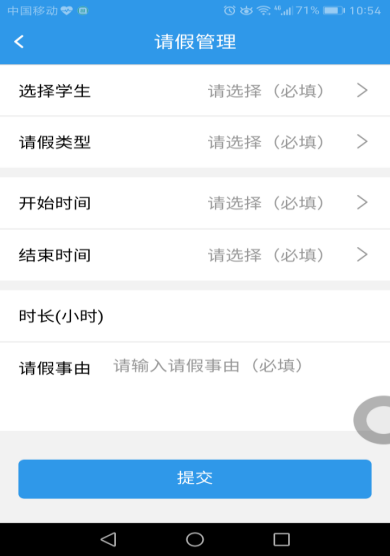 中国移动 4G 71% 10:54
请假管理
选择学生 请选择（必填）
请假类型 请选择（必填）
开始时间 请选择（必填）
结束时间 请选择（必填）
时长(小时)
请假事由 请输入请假事由（必填）
提交